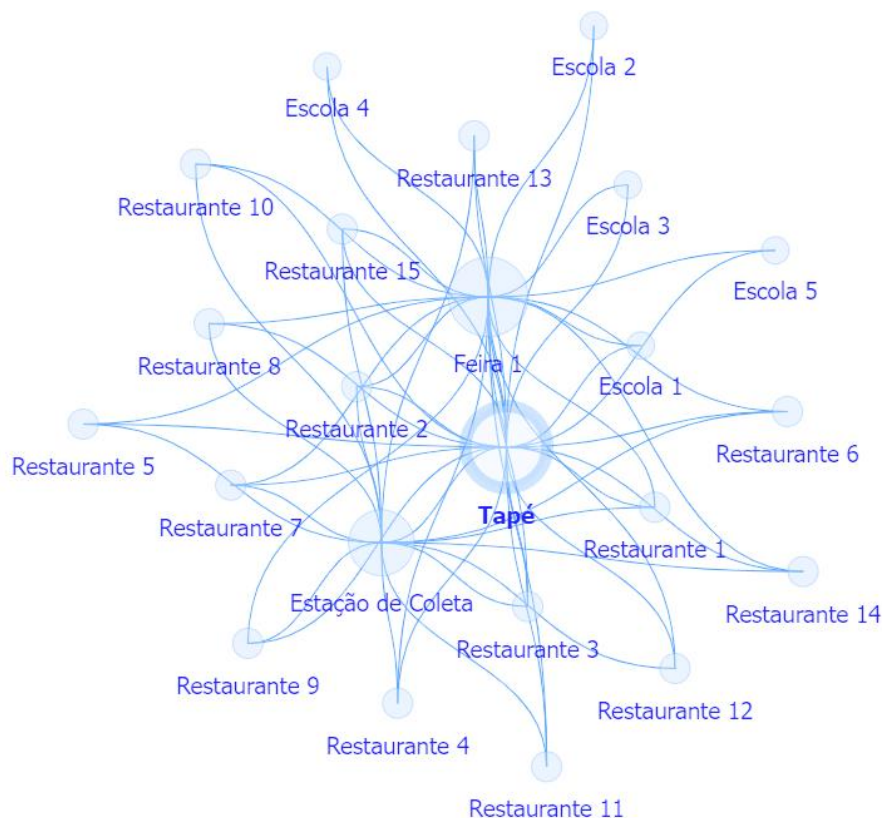 Escola 2
Escola 4
Restaurante 13
Restaurante 10
Escola 3
Restaurante 15
Escola 5
Restaurante 8
Feira 1
Escola 1
Restaurante 2
Restaurante 6
Restaurante 5
Tapé
Restaurante 7
Restaurante 1
Estação de Coleta
Restaurante 14
Restaurante 3
Restaurante 9
Restaurante 12
Restaurante 4
Restaurante 11